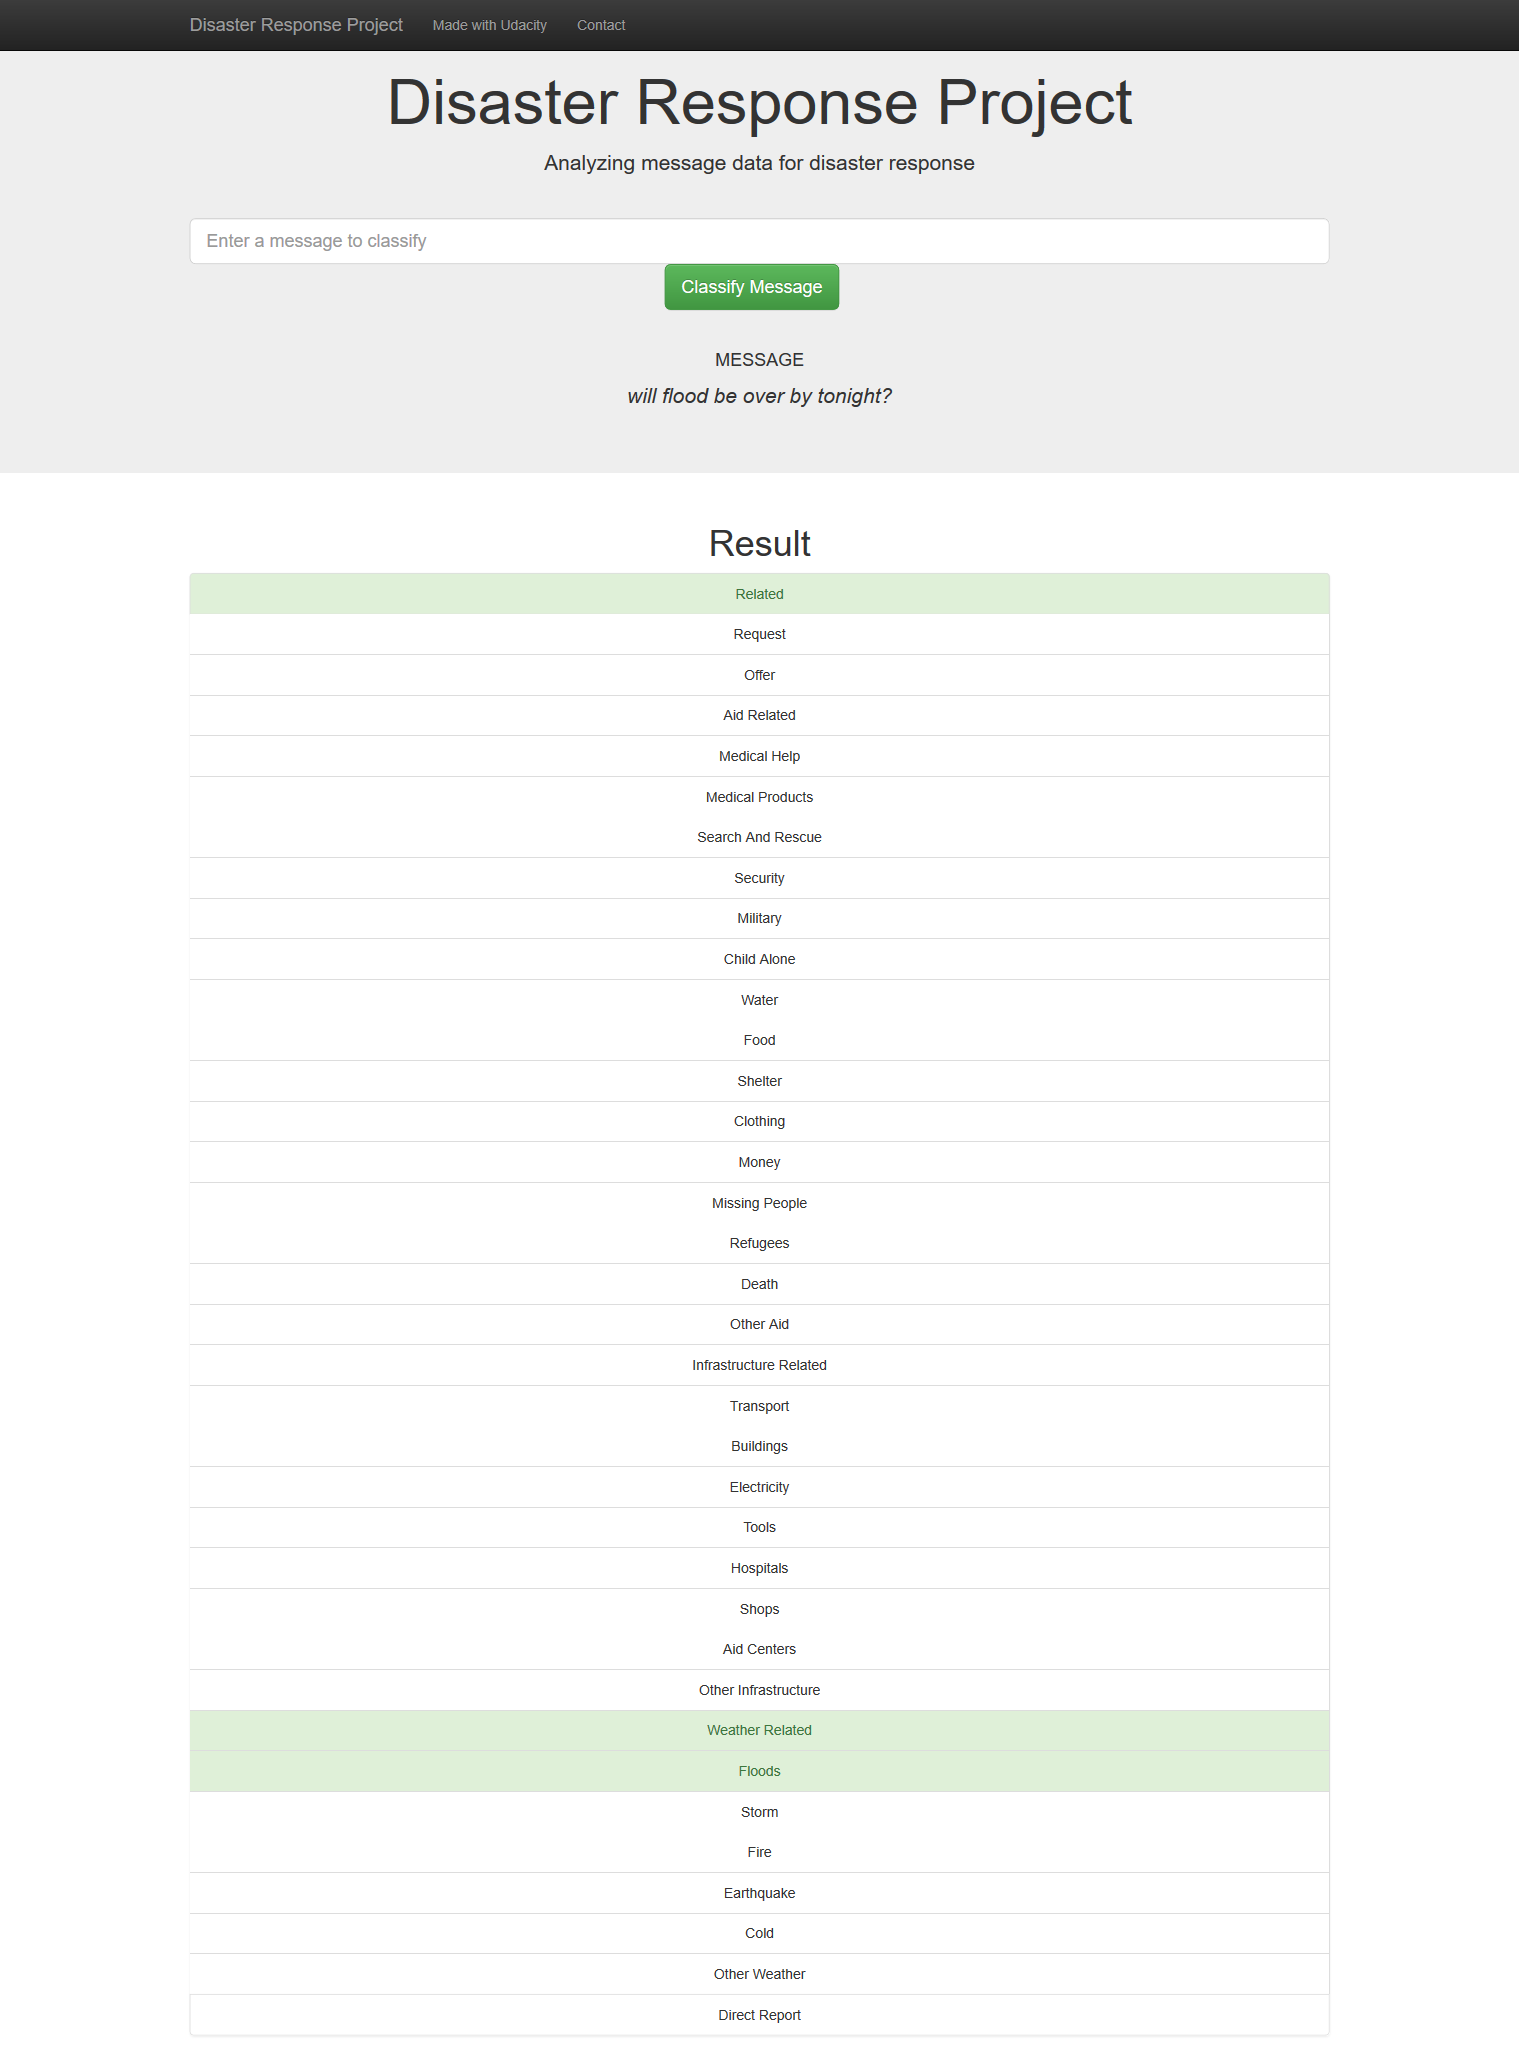 Disaster Response Project Made with Udacity Contact
Disaster Response Project
Analyzing message data for disaster response
Enter a message to classify
Classify Message
MESSAGE
will flood be over by tonight?
Result
Related
Request
Offer
Aid Related
Medical Help
Medical Products
Search And Rescue
Security
Military
Child Alone
Water
Food
Shelter
Clothing
Money
Missing People
Refugees
Death
Other Aid
Infrastructure Related
Transport
Buildings
Electricity
Tools
Hospitals
Shops
Aid Centers
Other Infrastructure
Weather Related
Floods
Storm
Fire
Earthquake
Cold
Other Weather
Direct Report